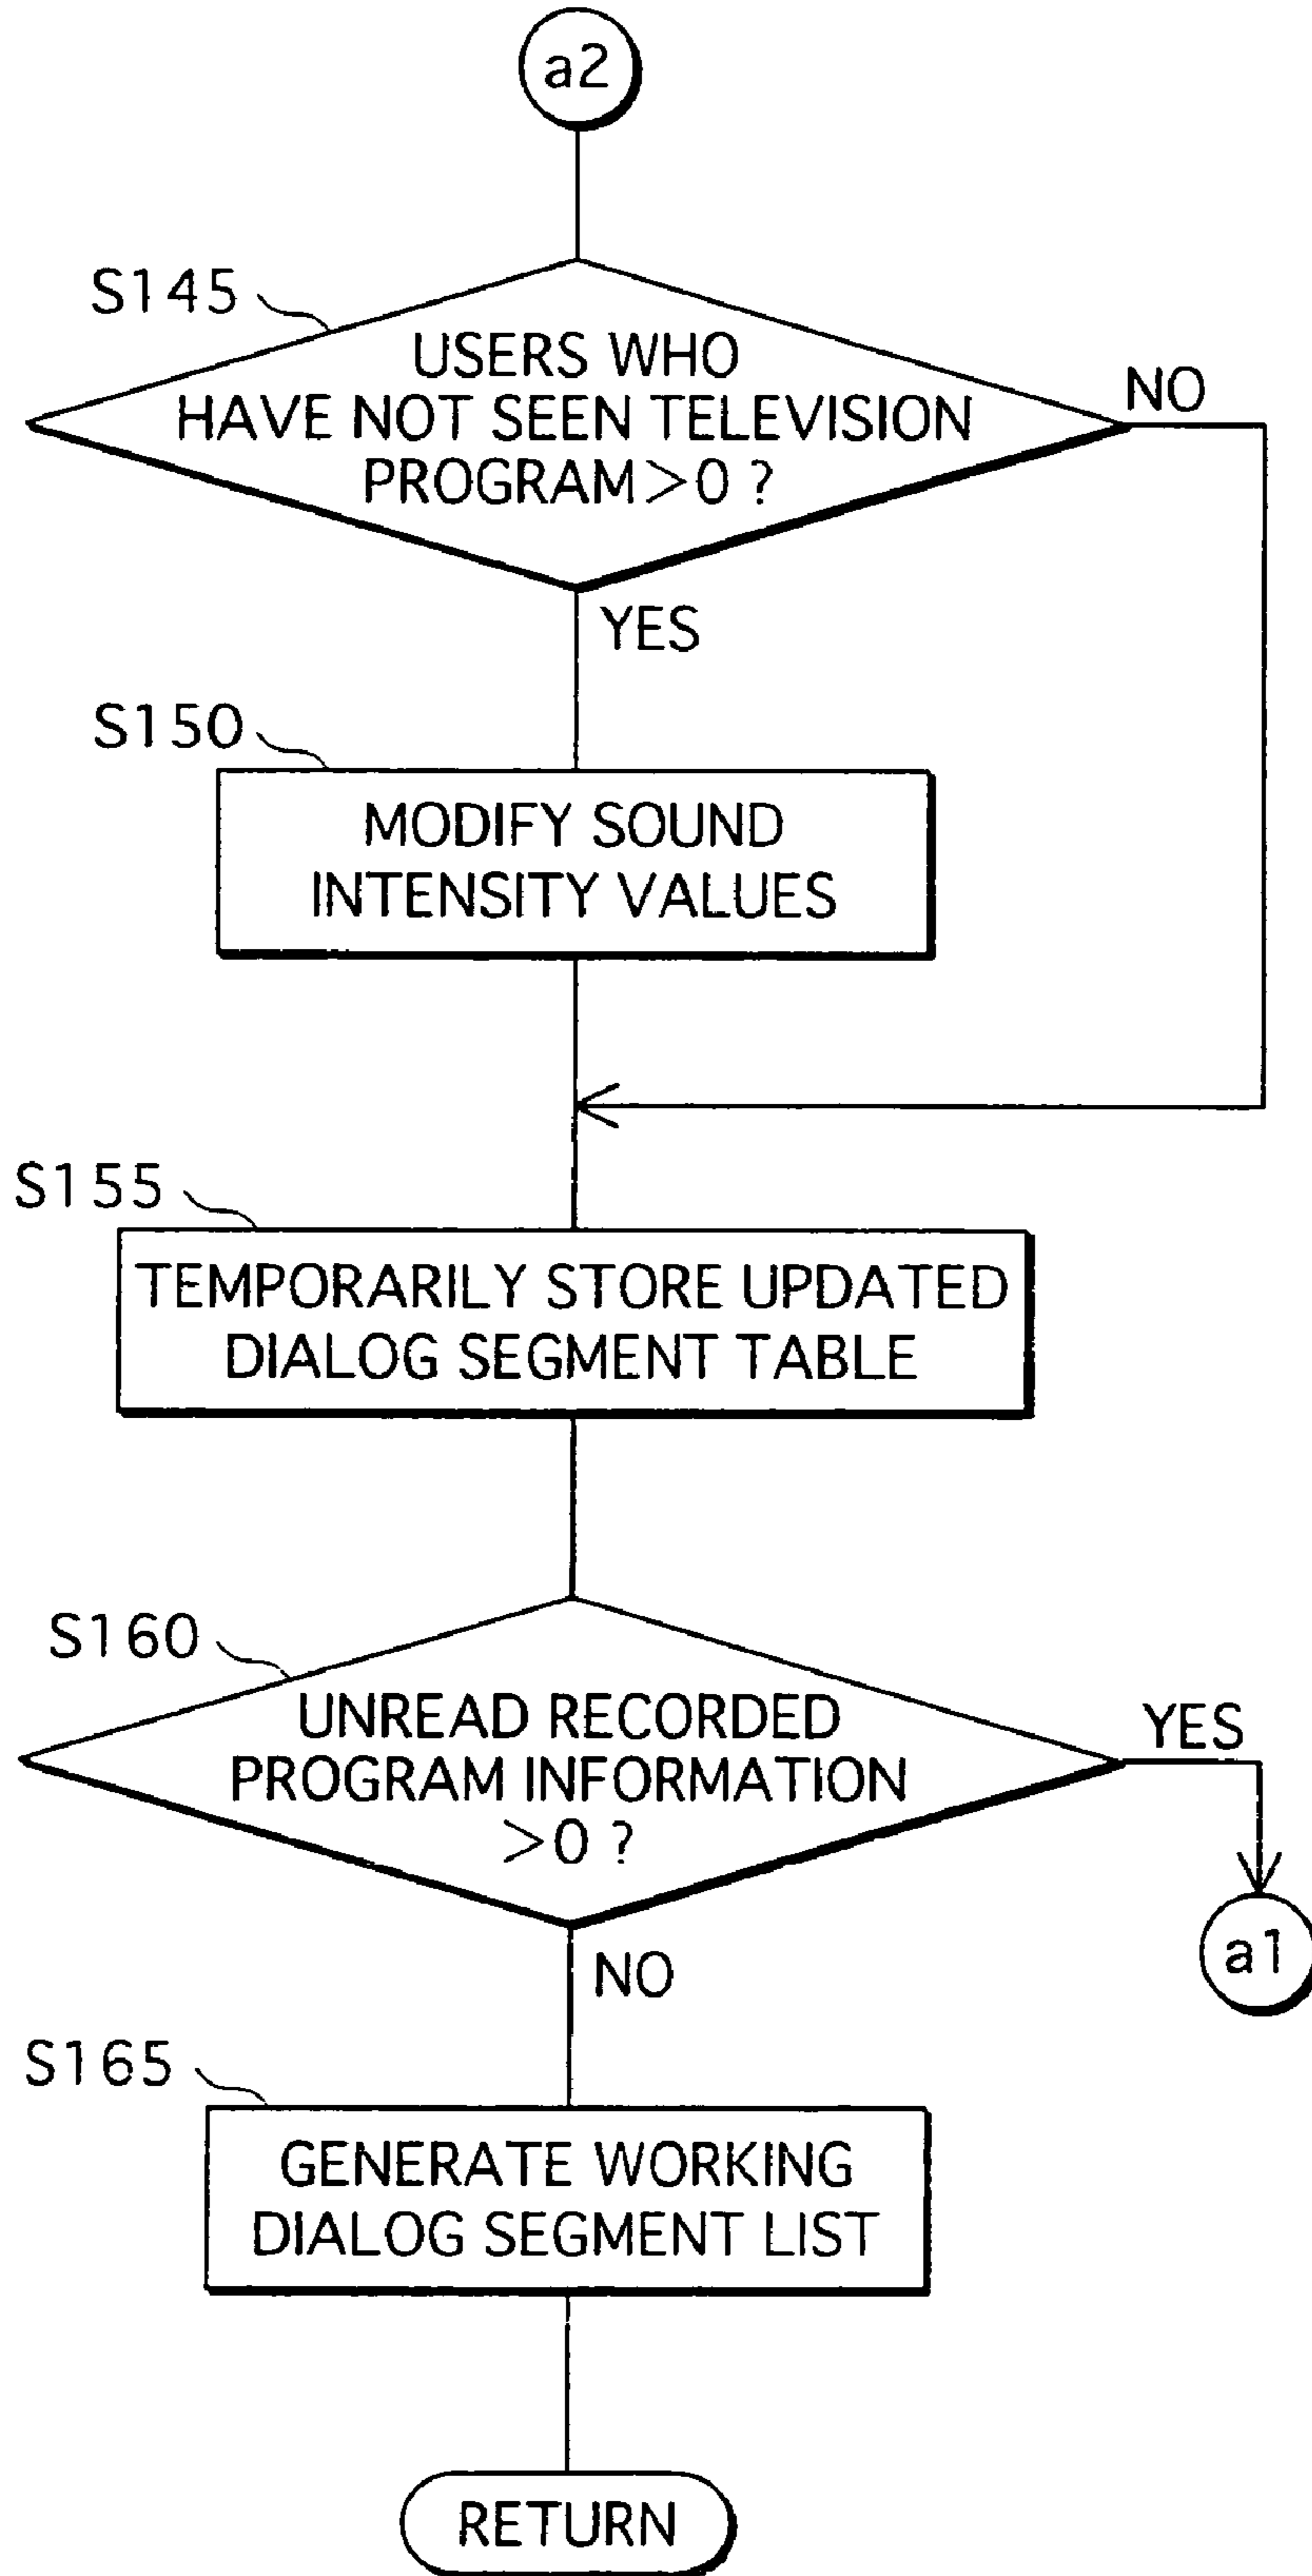 a2
S145
USERS WHO
HAVE NOT SEEN TELEVISION
PROGRAM>0 ?
NO
YES
S150
MODIFY SOUND
INTENSITY VALUES
S155
TEMPORARILY STORE UPDATED
DIALOG SEGMENT TABLE
S160
UNREAD RECORDED
PROGRAM INFORMATION
>0 ?
YES
a1
NO
S165
GENERATE WORKING
DIALOG SEGMENT LIST
RETURN